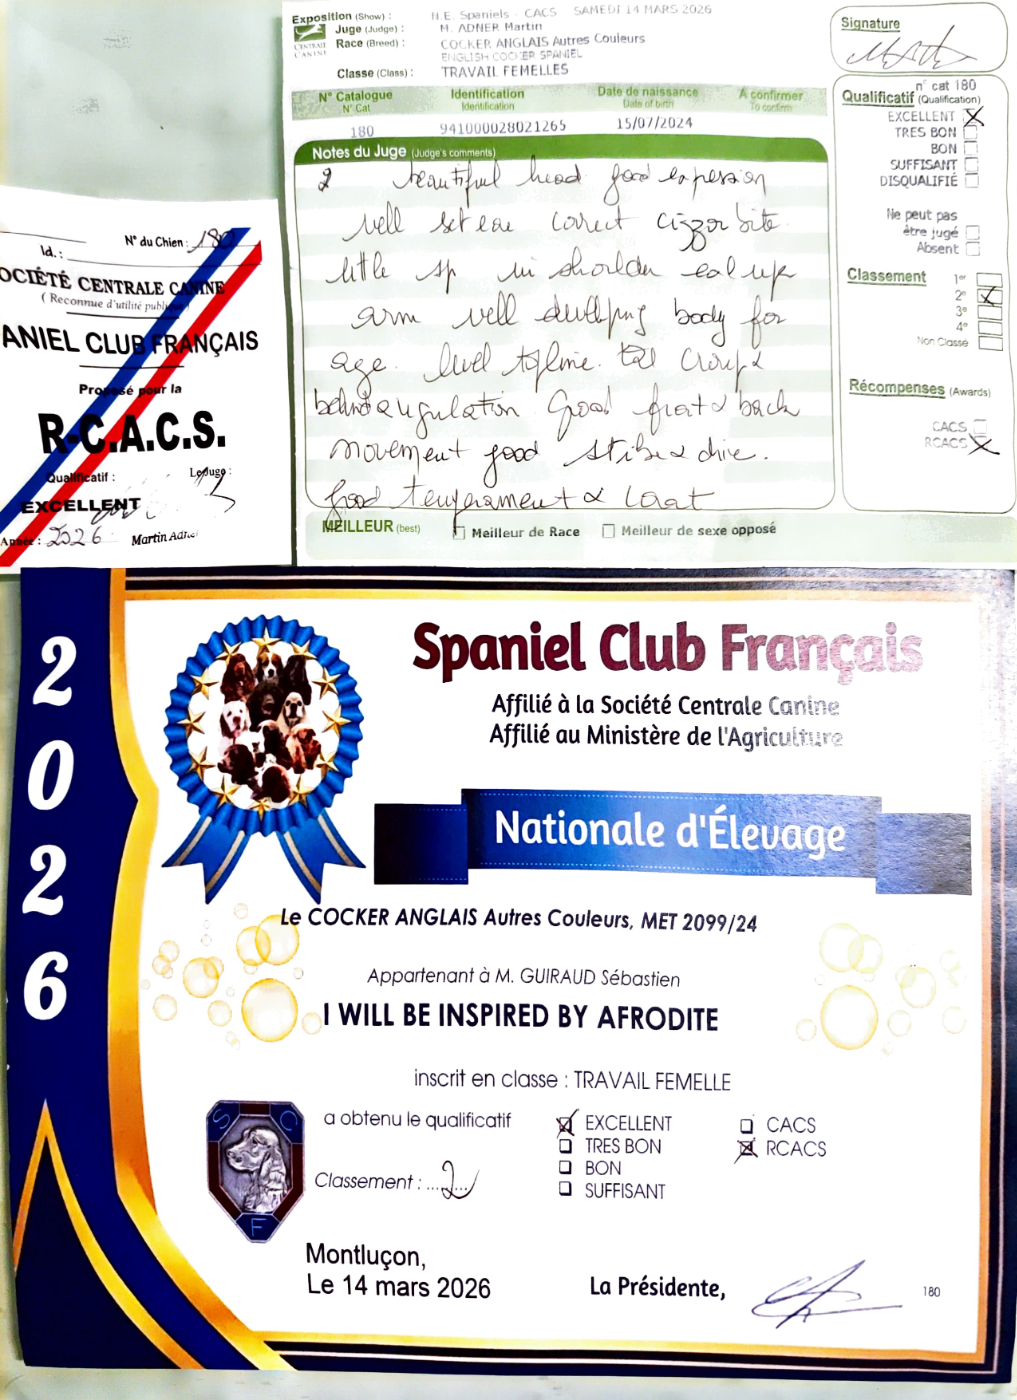 Exposition (Show) : N.E. Spaniels - CACS SAMEDI 14 MARS 2026
Juge (Judge) : M. ADNER Martin
Race (Breed) : COCKER ANGLAIS Autres Couleurs
ENGLISH COCKER SPANIEL
Classe (Class) : TRAVAIL FEMELLES
CENTRALE
CANINE
N° Catalogue Identification Date de naissance A confirmer
N° Cat Identification Date of birth To confirm
180 941000028021265 15/07/2024
Notes du Juge (Judge's comments)
2 beautiful head good expression
well set ear correct cizzor bite
little up in shoulder
arm well body for
age. level topline. croup &
behind angulation Good front & back
movement good & drive.
good temperament & coat
MEILLEUR (best) Meilleur de Race Meilleur de sexe opposé
Signature
n° cat 180
Qualificatif (Qualification)
EXCELLENT
TRES BON
BON
SUFFISANT
DISQUALIFIÉ
Ne peut pas
être jugé
Absent
Classement 1er
2e
3e
4e
Non Classé
Récompenses (Awards)
CACS
RCACS
N° du Chien : 180
Id. :
OCIÉTÉ CENTRALE CANINE
( Reconnue d'utilité publique
ANIEL CLUB FRANÇAIS
Proposé pour la
R-C.A.C.S.
Qualificatif : Le Juge :
EXCELLENT
Année : 2026 Martin Adner
2026
Spaniel Club Français
Affilié à la Société Centrale Canine
Affilié au Ministère de l'Agriculture
Nationale d'Élevage
Le COCKER ANGLAIS Autres Couleurs, MET 2099/24
Appartenant à M. GUIRAUD Sébastien
I WILL BE INSPIRED BY AFRODITE
inscrit en classe : TRAVAIL FEMELLE
a obtenu le qualificatif EXCELLENT CACS
TRES BON RCACS
BON
Classement : ...2...
SUFFISANT
S C F
Montluçon,
Le 14 mars 2026
La Présidente,
180